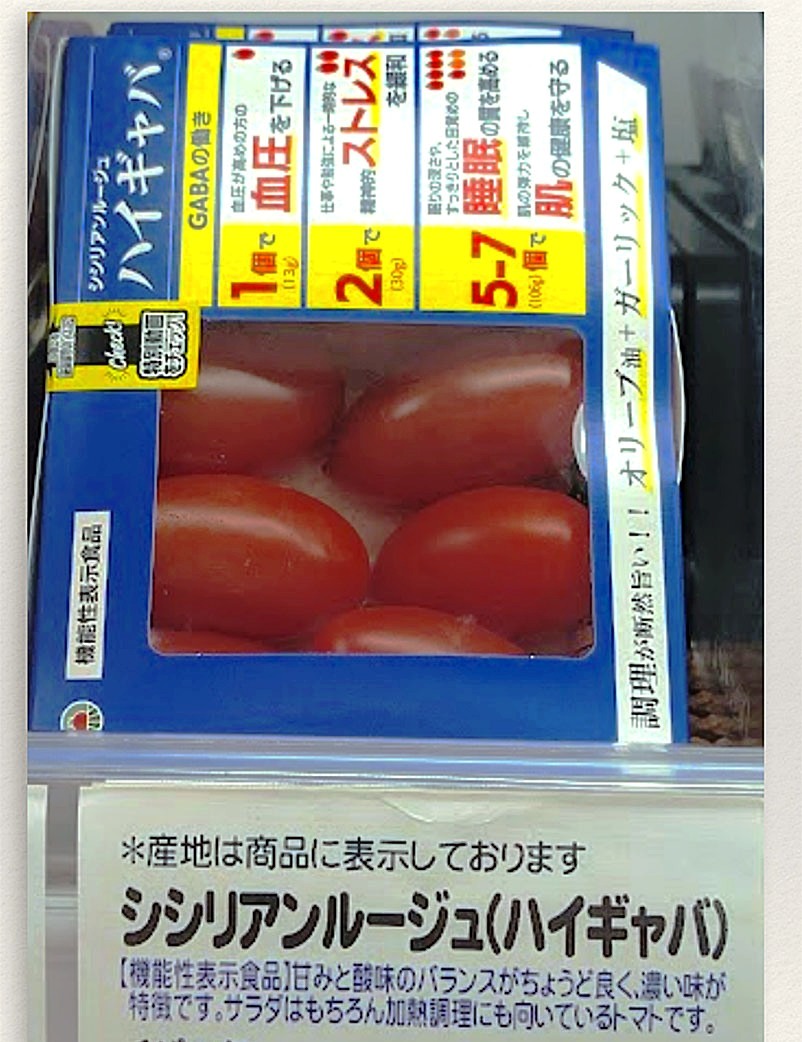 シシリアンルージュ
ハイギャバ®
GABAの働き
1個で
(13g)
血圧が高めの方の
血圧を下げる
2個で
(30g)
仕事や勉強による一時的な
精神的ストレス
を緩和
5-7個で
(106g)
眠りの深さや、
すっきりとした目覚めの
睡眠の質を高める
肌の弾力を維持し
肌の健康を守る
Check!
特別動画
をチェック!
機能性表示食品
調理が断然旨い!! オリーブ油+ガーリック+塩
*産地は商品に表示しております
シシリアンルージュ(ハイギャバ)
【機能性表示食品】甘みと酸味のバランスがちょうど良く、濃い味が
特徴です。サラダはもちろん加熱調理にも向いているトマトです。